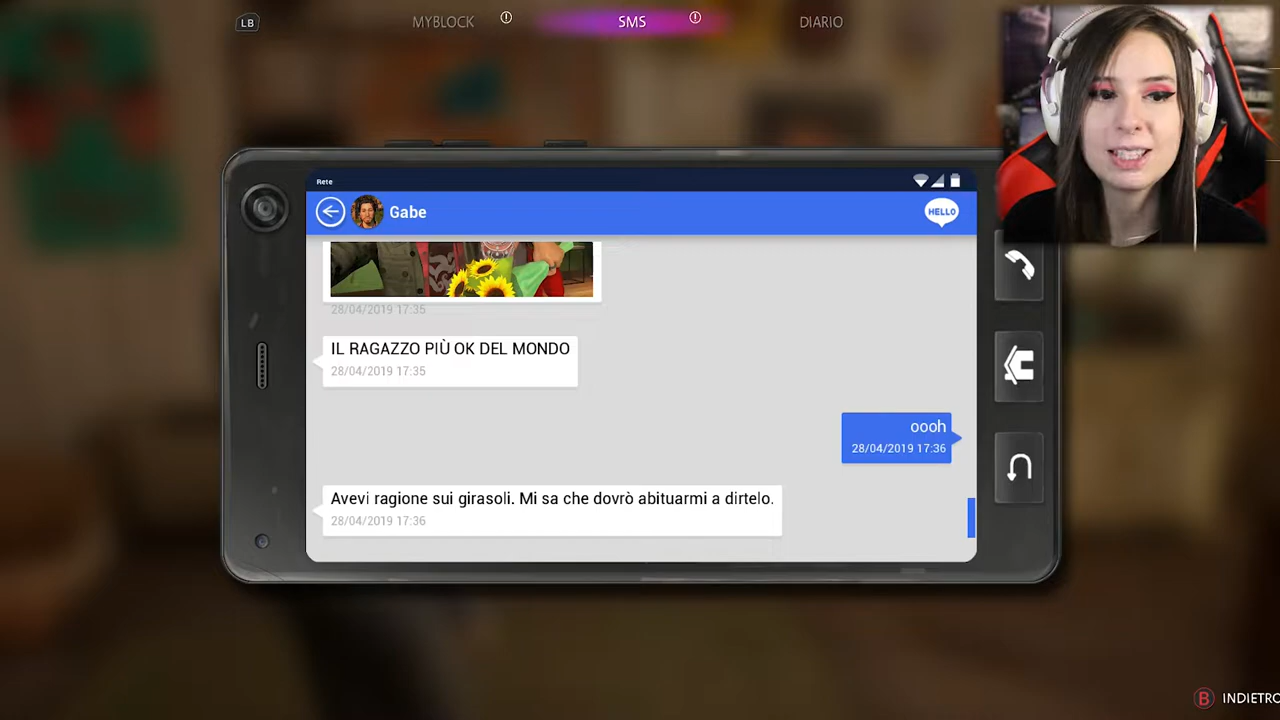 LB
MYBLOCK
SMS
DIARIO
Rete
Gabe
HELLO
28/04/2019 17:35
IL RAGAZZO PIÙ OK DEL MONDO
28/04/2019 17:35
oooh
28/04/2019 17:36
Avevi ragione sui girasoli. Mi sa che dovrò abituarmi a dirtelo.
28/04/2019 17:36
B INDIETRO